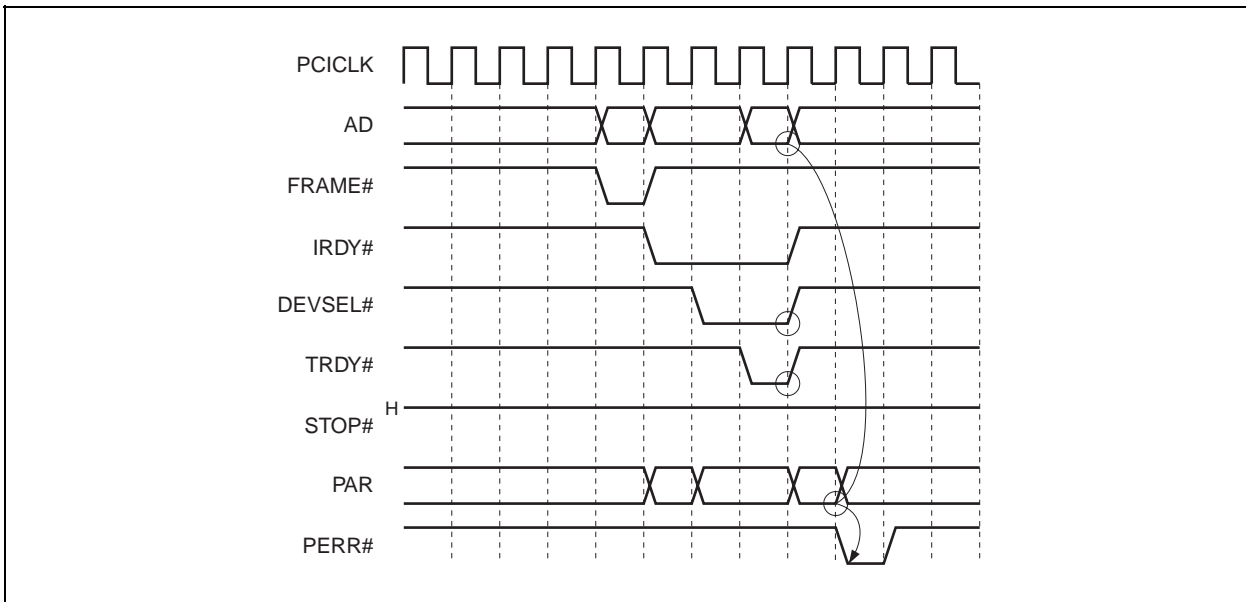 PCICLK
AD
FRAME#
IRDY#
DEVSEL#
TRDY#
H
STOP#
PAR
PERR#